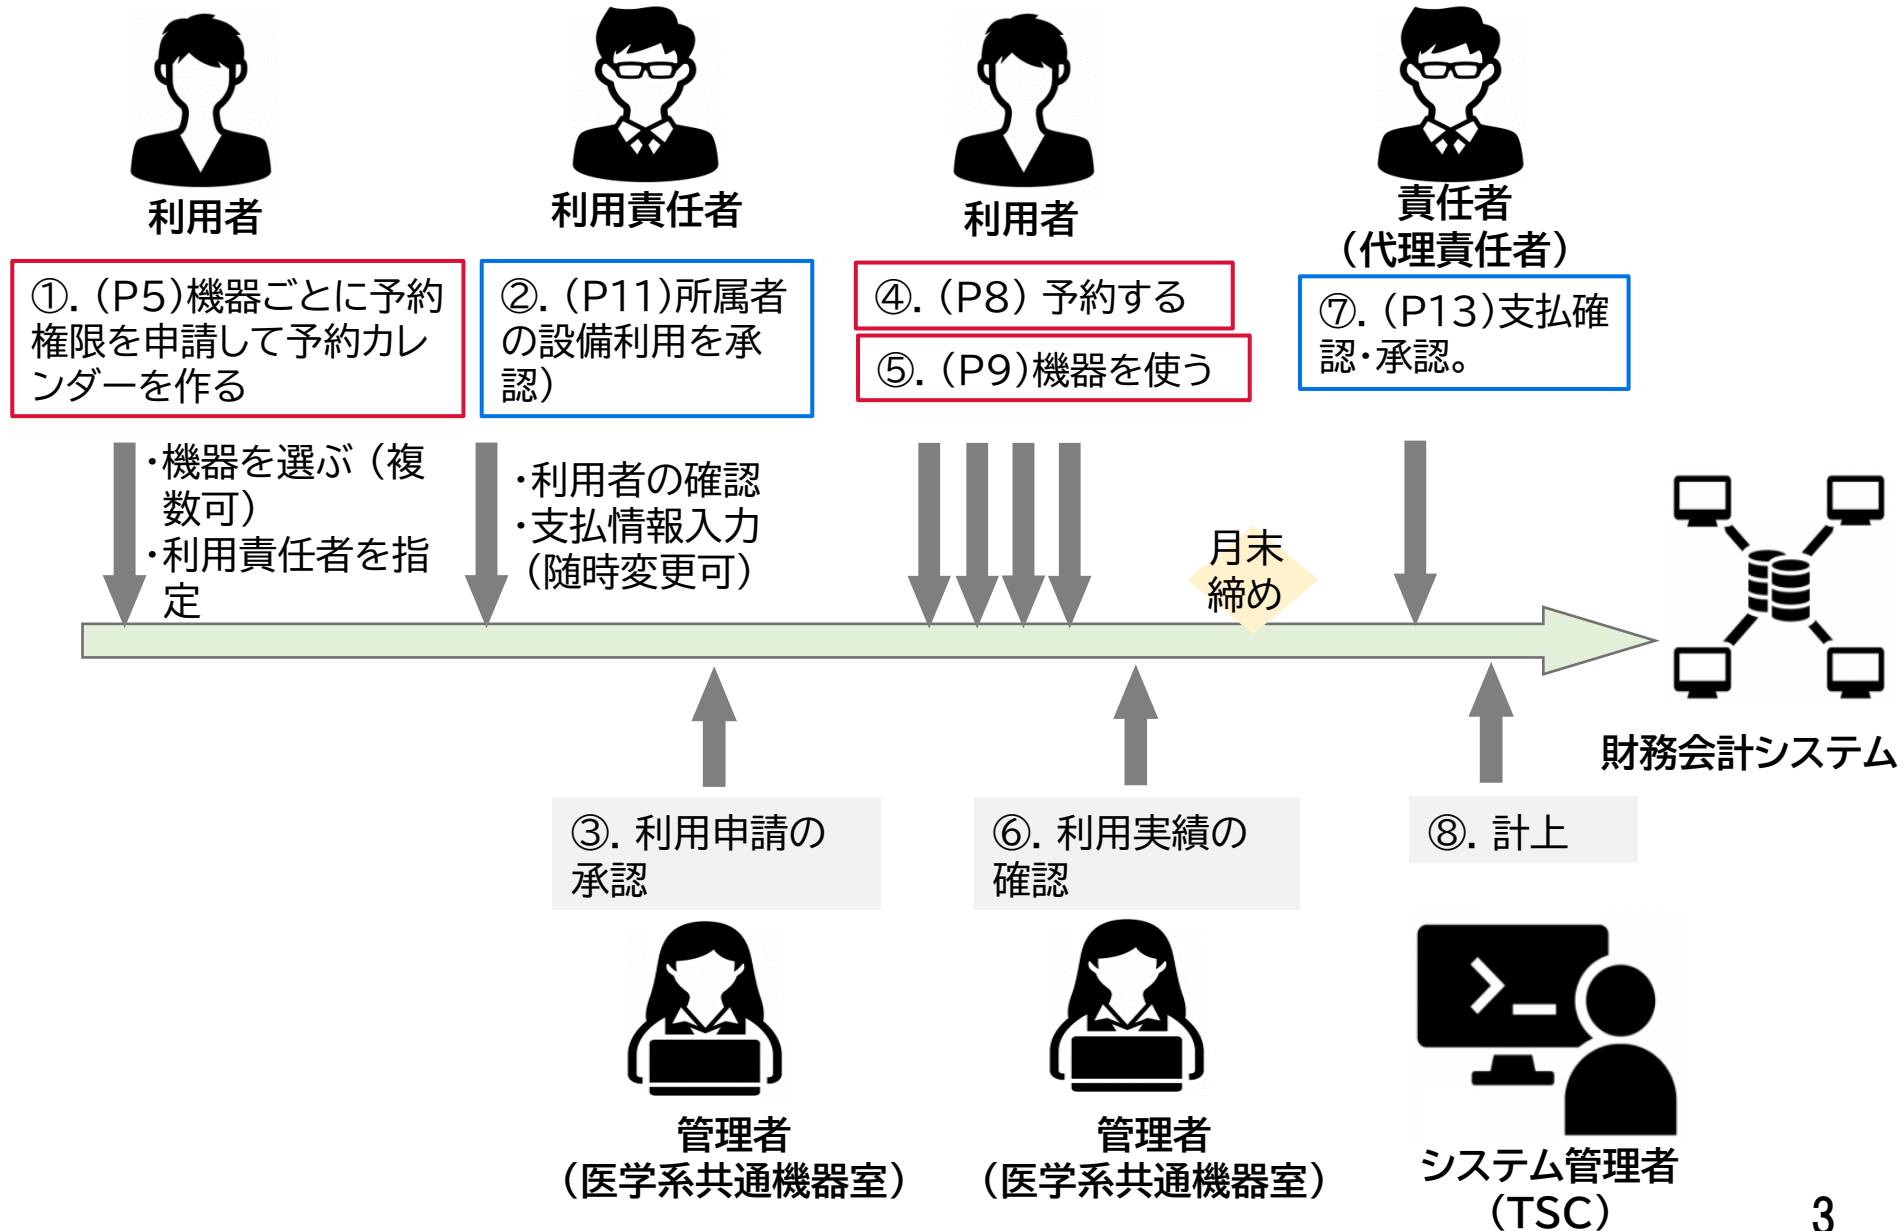 利用者
利用責任者
利用者
責任者
（代理責任者）
①．（P5）機器ごとに予約
権限を申請して予約カレ
ンダーを作る
②．（P11）所属者
の設備利用を承
認）
④．（P8） 予約する
⑤．（P9）機器を使う
⑦．（P13）支払確
認・承認。
・機器を選ぶ（複
数可）
・利用責任者を指
定
・利用者の確認
・支払情報入力
（随時変更可）
月末
締め
財務会計システム
③．利用申請の
承認
⑥．利用実績の
確認
⑧．計上
管理者
（医学系共通機器室）
管理者
（医学系共通機器室）
システム管理者
（TSC）
3